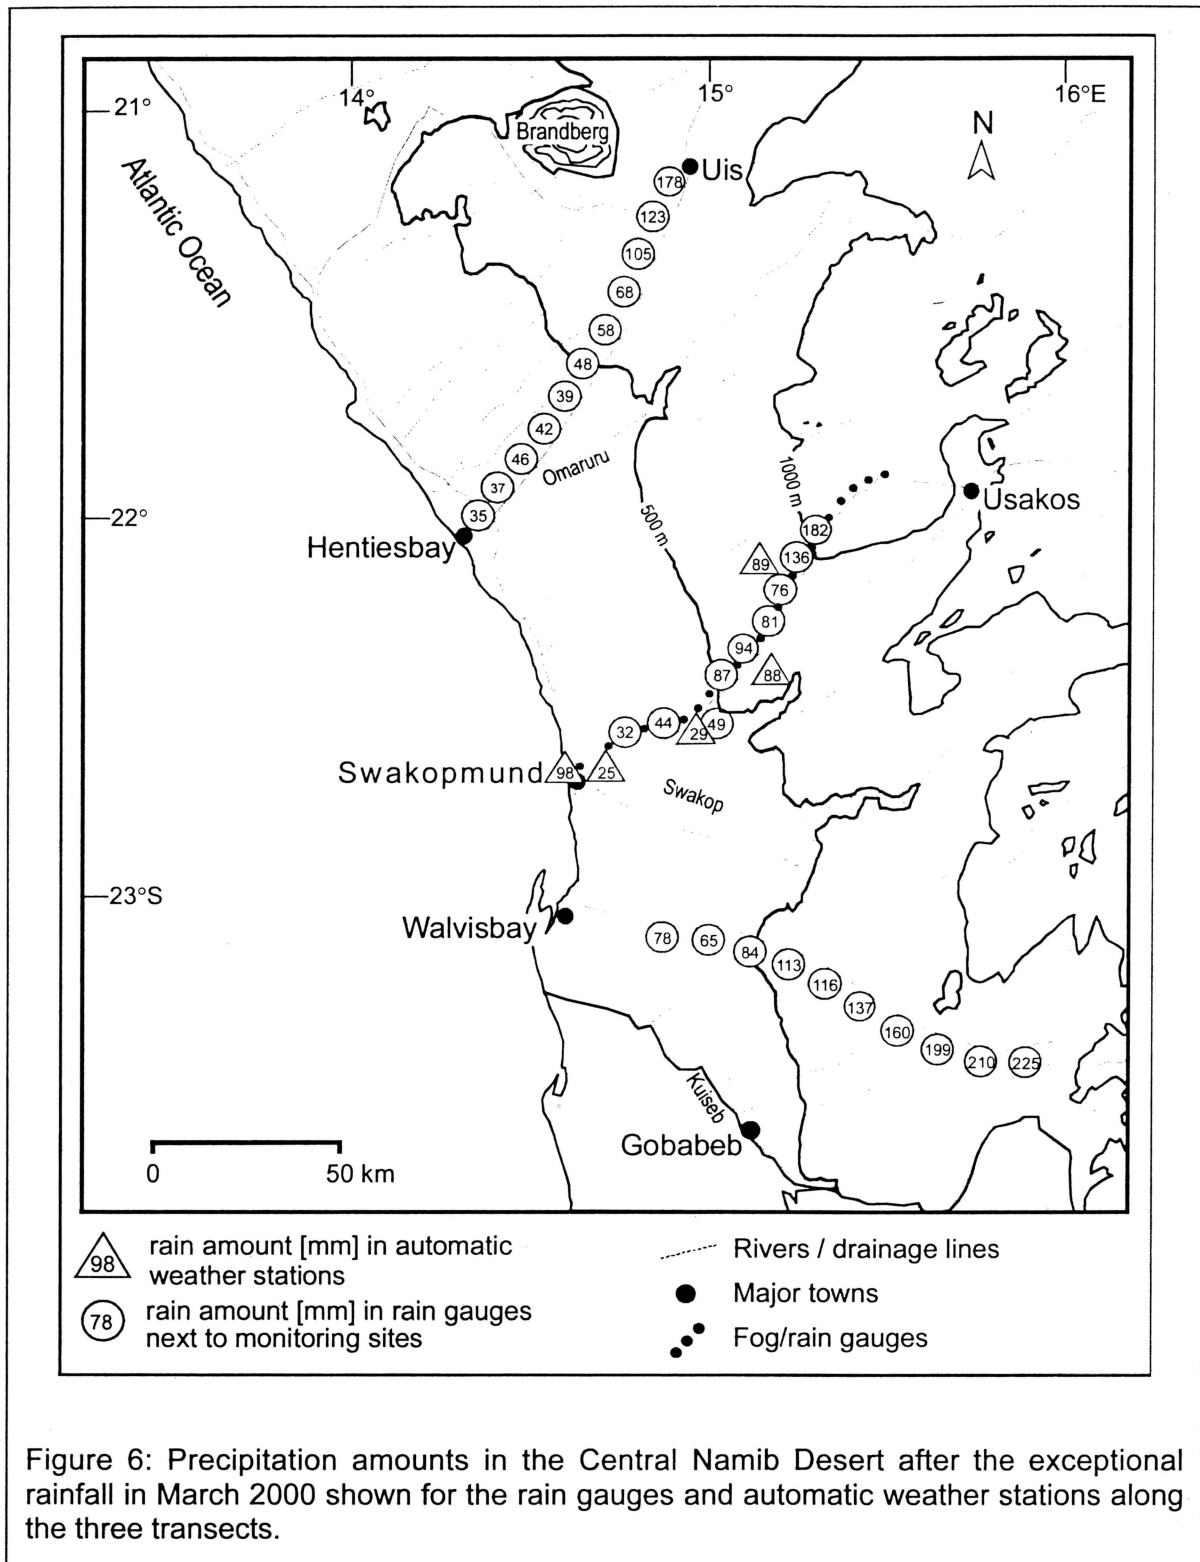 14°
15°
16°E
21°
Brandberg
N
Atlantic Ocean
178
Uis
123
105
68
58
48
39
42
46
Omaruru
1000 m
37
Usakos
35
22°
500 m
182
Hentiesbay
136
89
76
81
94
87
88
44
49
32
29
Swakopmund
98
25
Swakop
23°S
Walvisbay
78
65
84
113
116
137
160
199
210
225
Kuiseb
Gobabeb
0
50 km
98
rain amount [mm] in automatic
weather stations
78
rain amount [mm] in rain gauges
next to monitoring sites
Rivers / drainage lines
Major towns
Fog/rain gauges
Figure 6: Precipitation amounts in the Central Namib Desert after the exceptional
rainfall in March 2000 shown for the rain gauges and automatic weather stations along
the three transects.